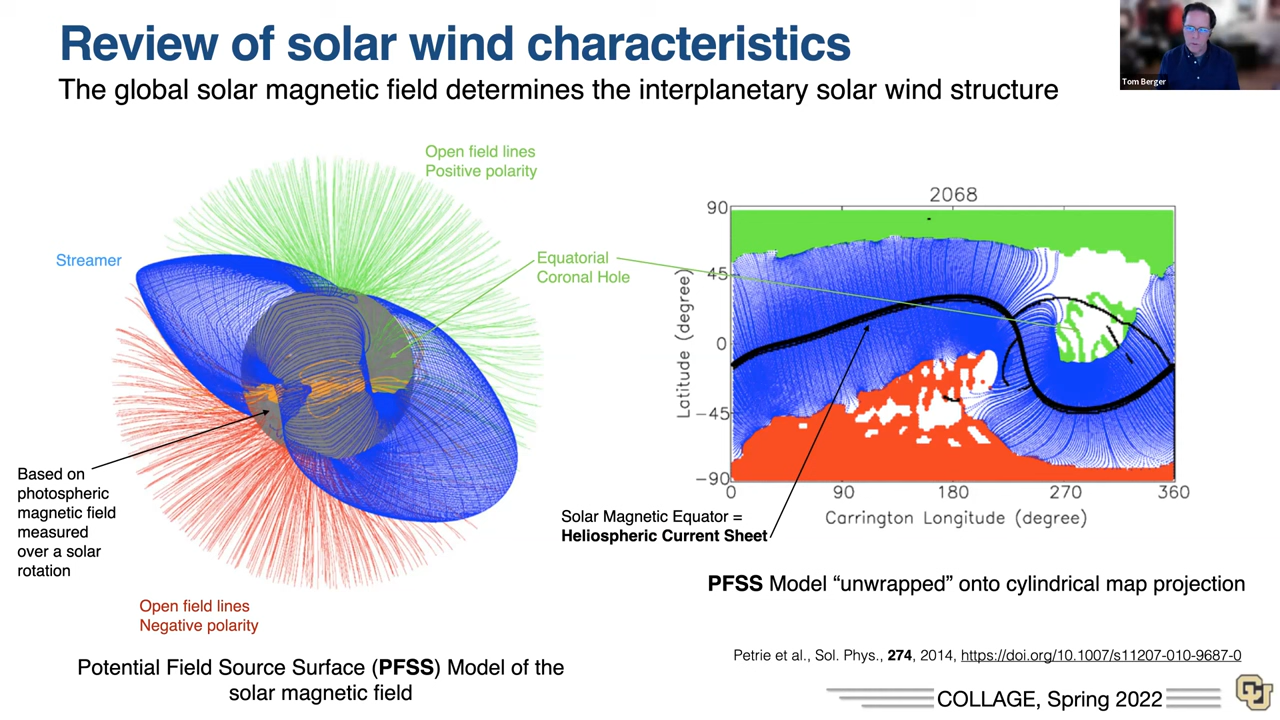 Review of solar wind characteristics
The global solar magnetic field determines the interplanetary solar wind structure
Tom Berger
Open field lines
Positive polarity
Streamer
Equatorial
Coronal Hole
Based on
photospheric
magnetic field
measured
over a solar
rotation
Open field lines
Negative polarity
Potential Field Source Surface (PFSS) Model of the
solar magnetic field
2068
90
45
0
-45
-90
Latitude (degree)
0 90 180 270 360
Carrington Longitude (degree)
Solar Magnetic Equator =
Heliospheric Current Sheet
PFSS Model “unwrapped” onto cylindrical map projection
Petrie et al., Sol. Phys., 274, 2014, https://doi.org/10.1007/s11207-010-9687-0
COLLAGE, Spring 2022
CU